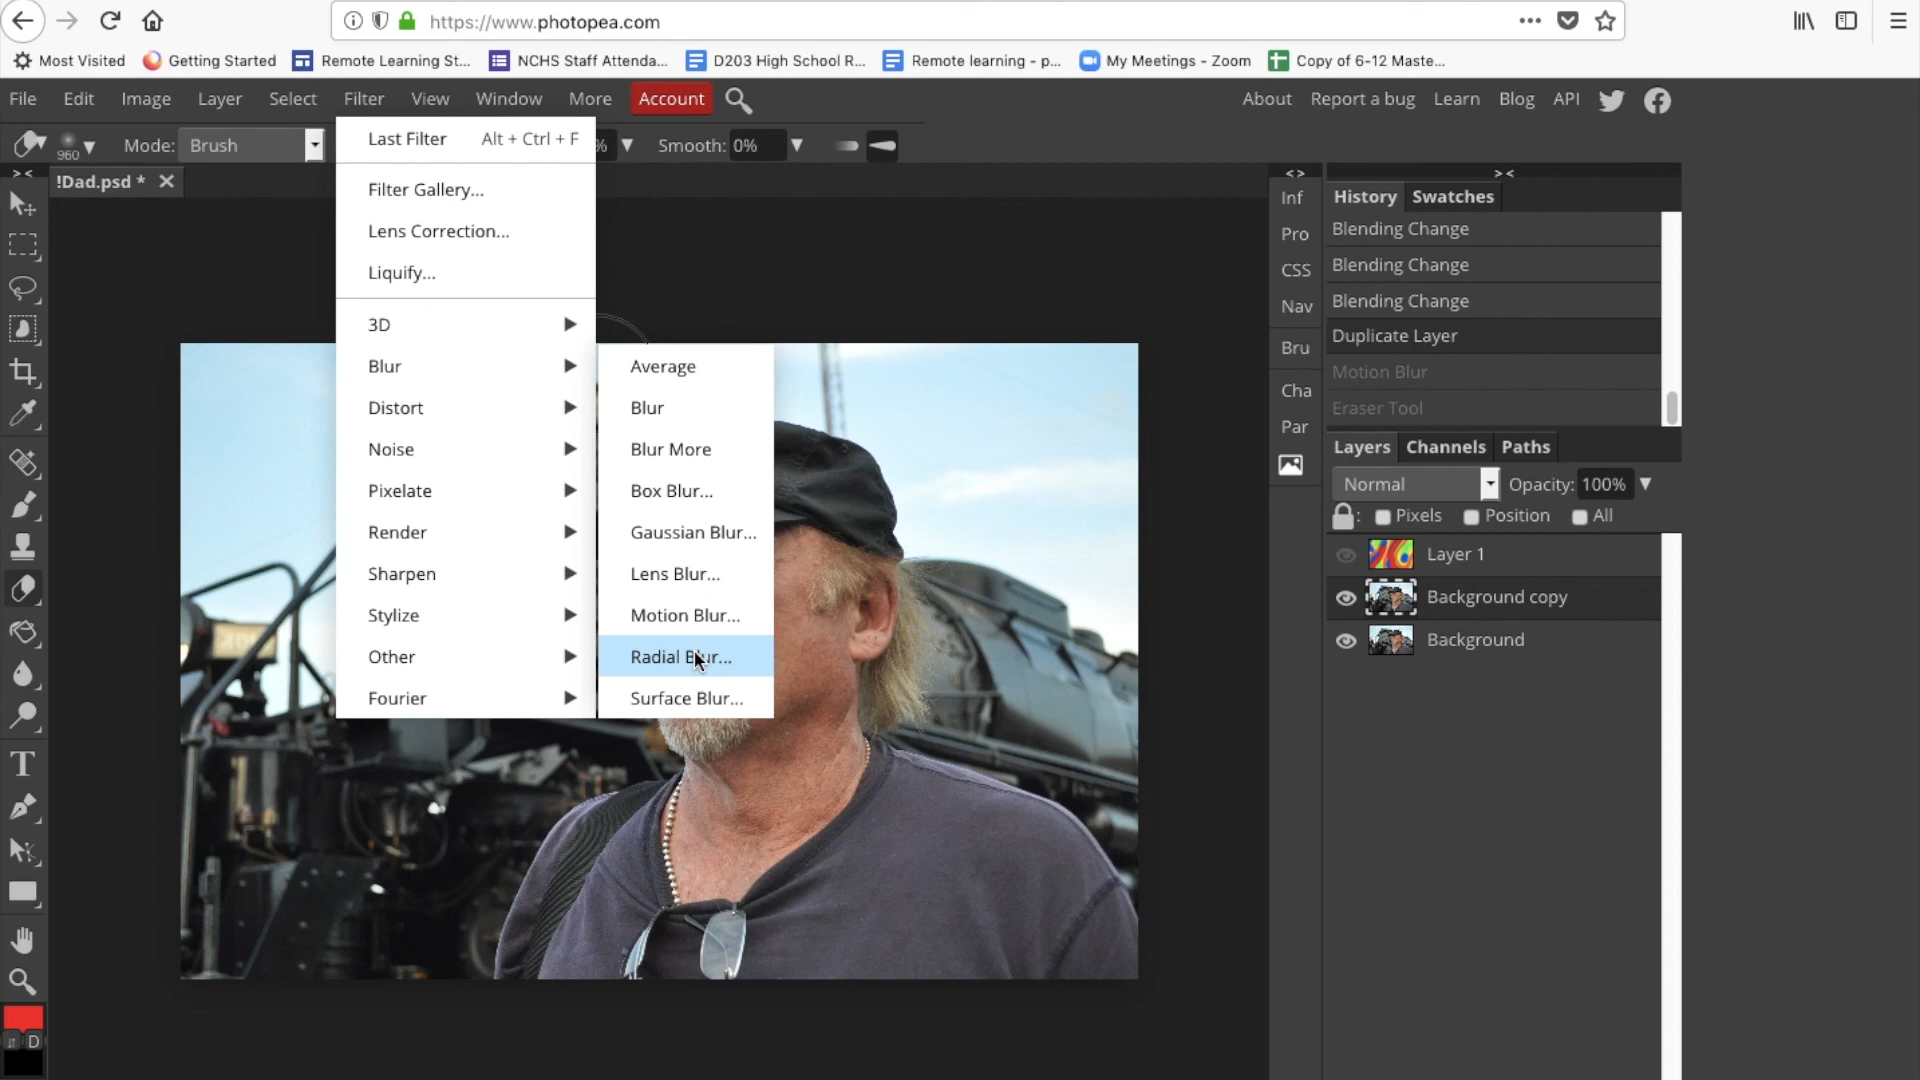 https://www.photopea.com
Most Visited Getting Started Remote Learning St... NCHS Staff Attenda... D203 High School R... Remote learning - p... My Meetings - Zoom Copy of 6-12 Maste...
File Edit Image Layer Select Filter View Window More Account About Report a bug Learn Blog API
960 Mode: Brush % Smooth: 0%
!Dad.psd *
Last Filter Alt + Ctrl + F
Filter Gallery...
Lens Correction...
Liquify...
3D
Blur
Distort
Noise
Pixelate
Render
Sharpen
Stylize
Other
Fourier
Average
Blur
Blur More
Box Blur...
Gaussian Blur...
Lens Blur...
Motion Blur...
Radial Blur...
Surface Blur...
Inf
Pro
CSS
Nav
Bru
Cha
Par
History Swatches
Blending Change
Blending Change
Blending Change
Duplicate Layer
Motion Blur
Eraser Tool
Layers Channels Paths
Normal Opacity: 100%
: Pixels Position All
Layer 1
Background copy
Background
T
D